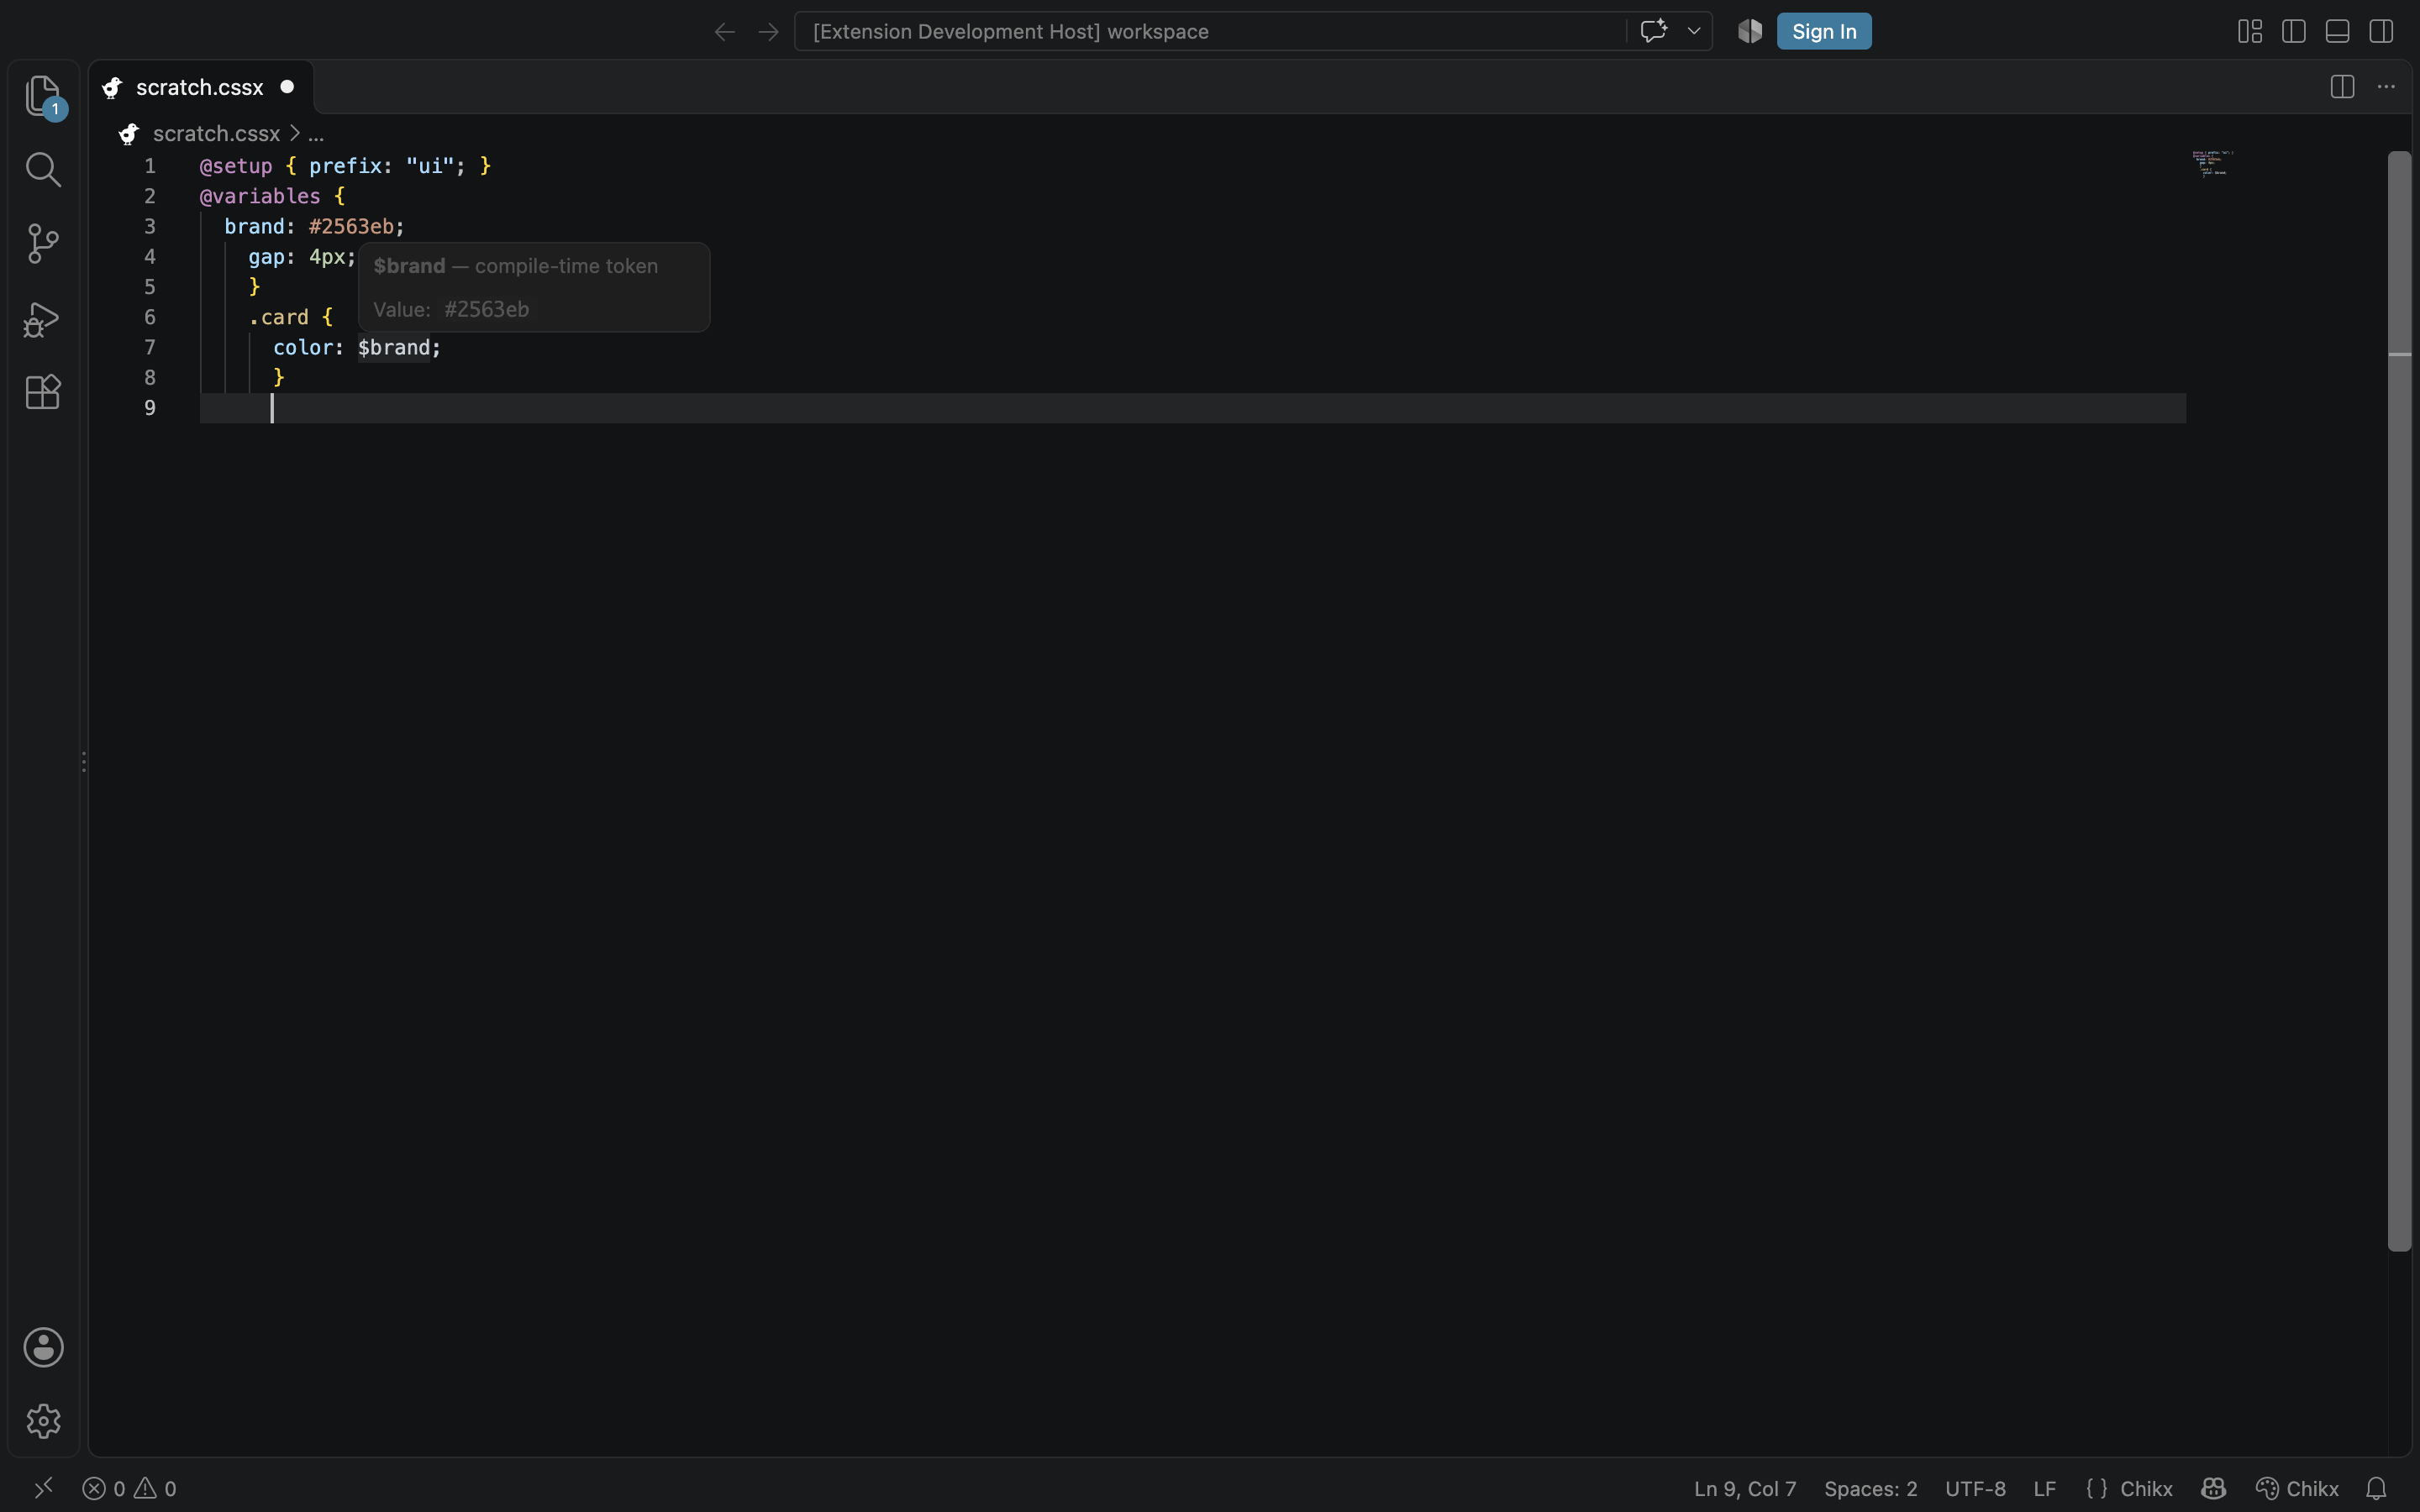 [Extension Development Host] workspace
Sign In
1
scratch.cssx
scratch.cssx > ...
1 @setup { prefix: "ui"; }
2 @variables {
3 brand: #2563eb;
4 gap: 4px;
$brand — compile-time token
5 }
6 .card {
Value: #2563eb
7 color: $brand;
8 }
9
0 0
Ln 9, Col 7
Spaces: 2
UTF-8
LF
{ } Chikx
Chikx